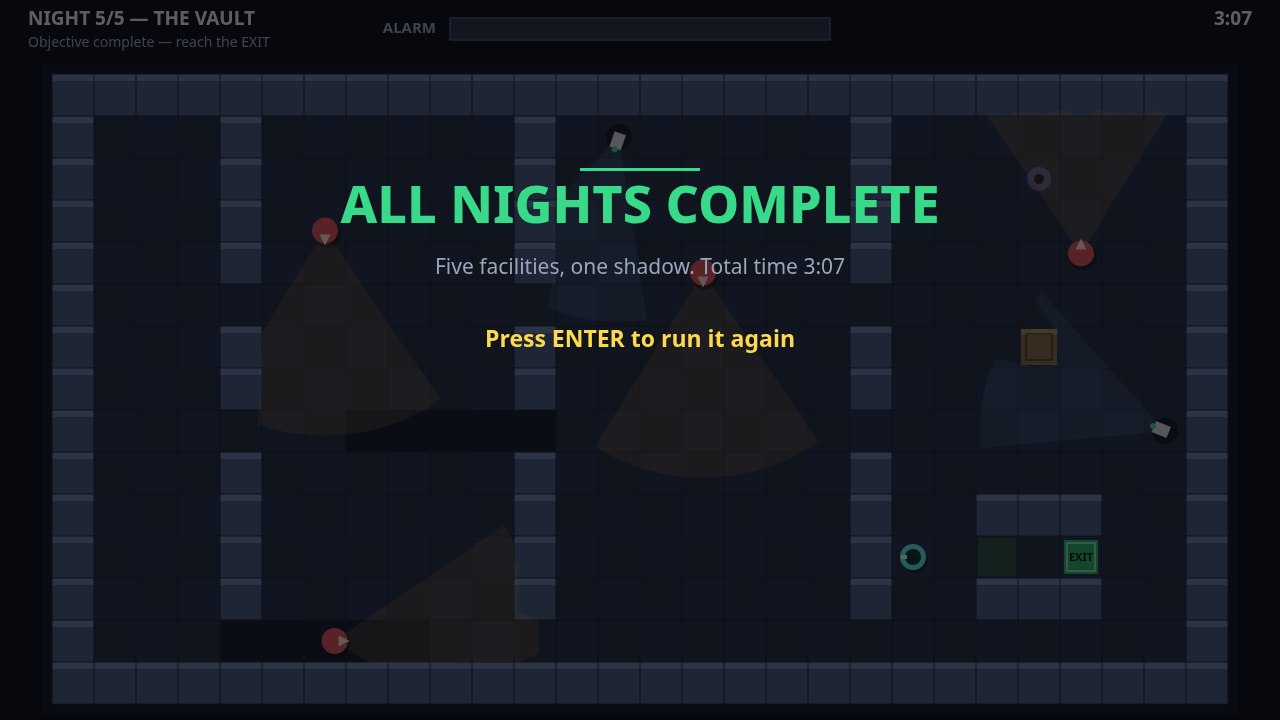 NIGHT 5/5 — THE VAULT
Objective complete — reach the EXIT
ALARM
3:07
ALL NIGHTS COMPLETE
Five facilities, one shadow. Total time 3:07
Press ENTER to run it again
EXIT